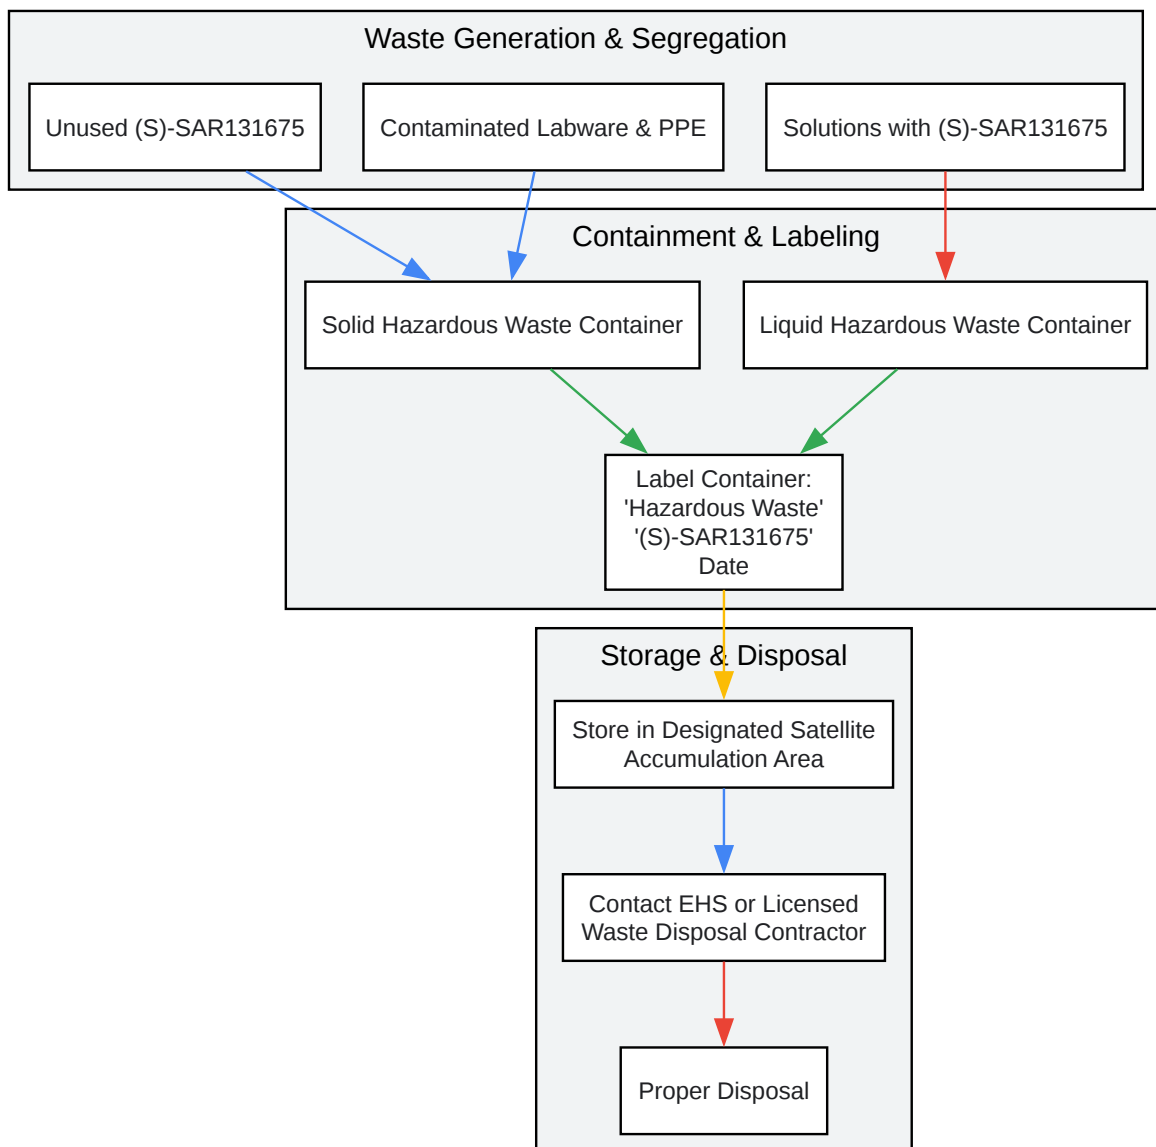 Waste Generation & Segregation
Unused (S)-SAR131675
Contaminated Labware & PPE
Solutions with (S)-SAR131675
Containment & Labeling
Solid Hazardous Waste Container
Liquid Hazardous Waste Container
Label Container:
'Hazardous Waste'
'(S)-SAR131675'
Date
Storage & Disposal
Store in Designated Satellite
Accumulation Area
Contact EHS or Licensed
Waste Disposal Contractor
Proper Disposal